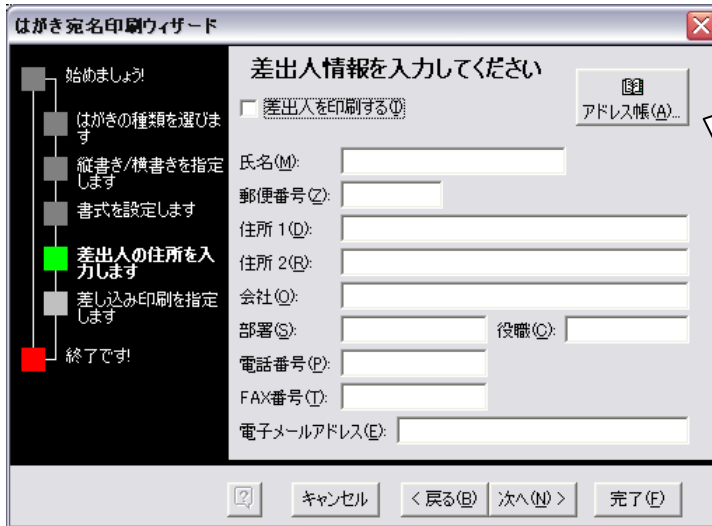 はがき宛名印刷ウィザード
始めましょう!
はがきの種類を選びま
す
縦書き/横書きを指定
します
書式を設定します
差出人の住所を入
力します
差し込み印刷を指定
します
終了です!
差出人情報を入力してください
差出人を印刷する(I)
アドレス帳(A)...
氏名(M):
郵便番号(Z):
住所 1(D):
住所 2(R):
会社(O):
部署(S):
役職(C):
電話番号(P):
FAX番号(T):
電子メールアドレス(E):
キャンセル
< 戻る(B)
次へ(N) >
完了(F)